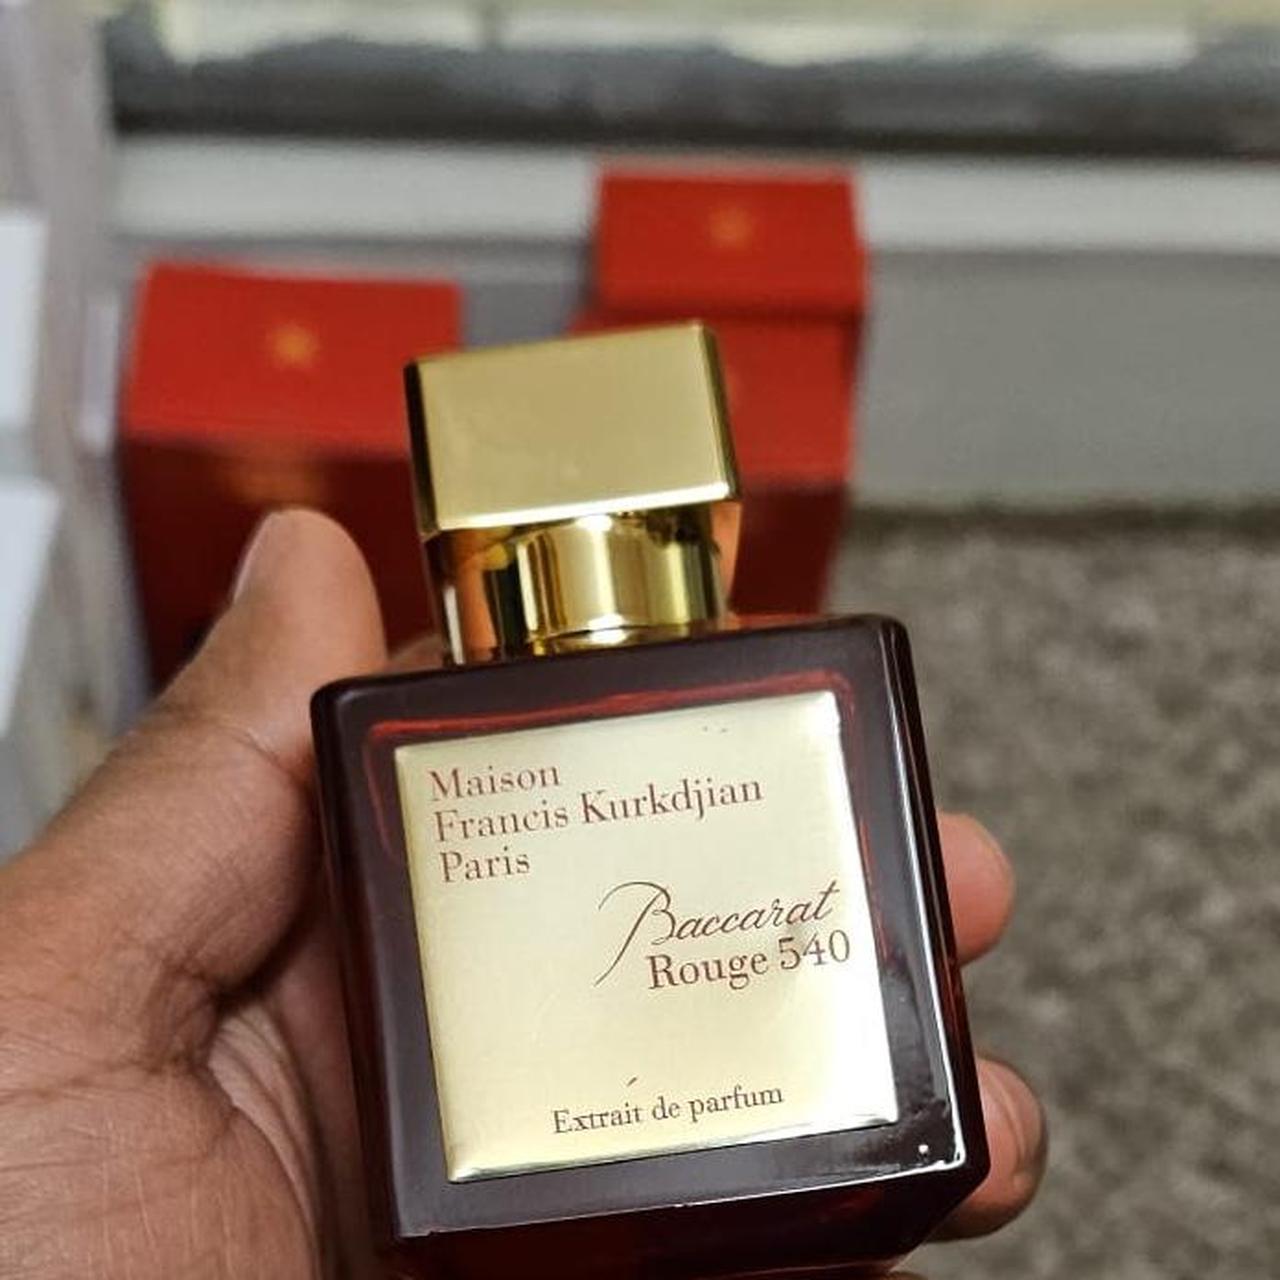 Maison
Francis Kurkdjian
Paris
Baccarat
Rouge 540
Extrait de parfum